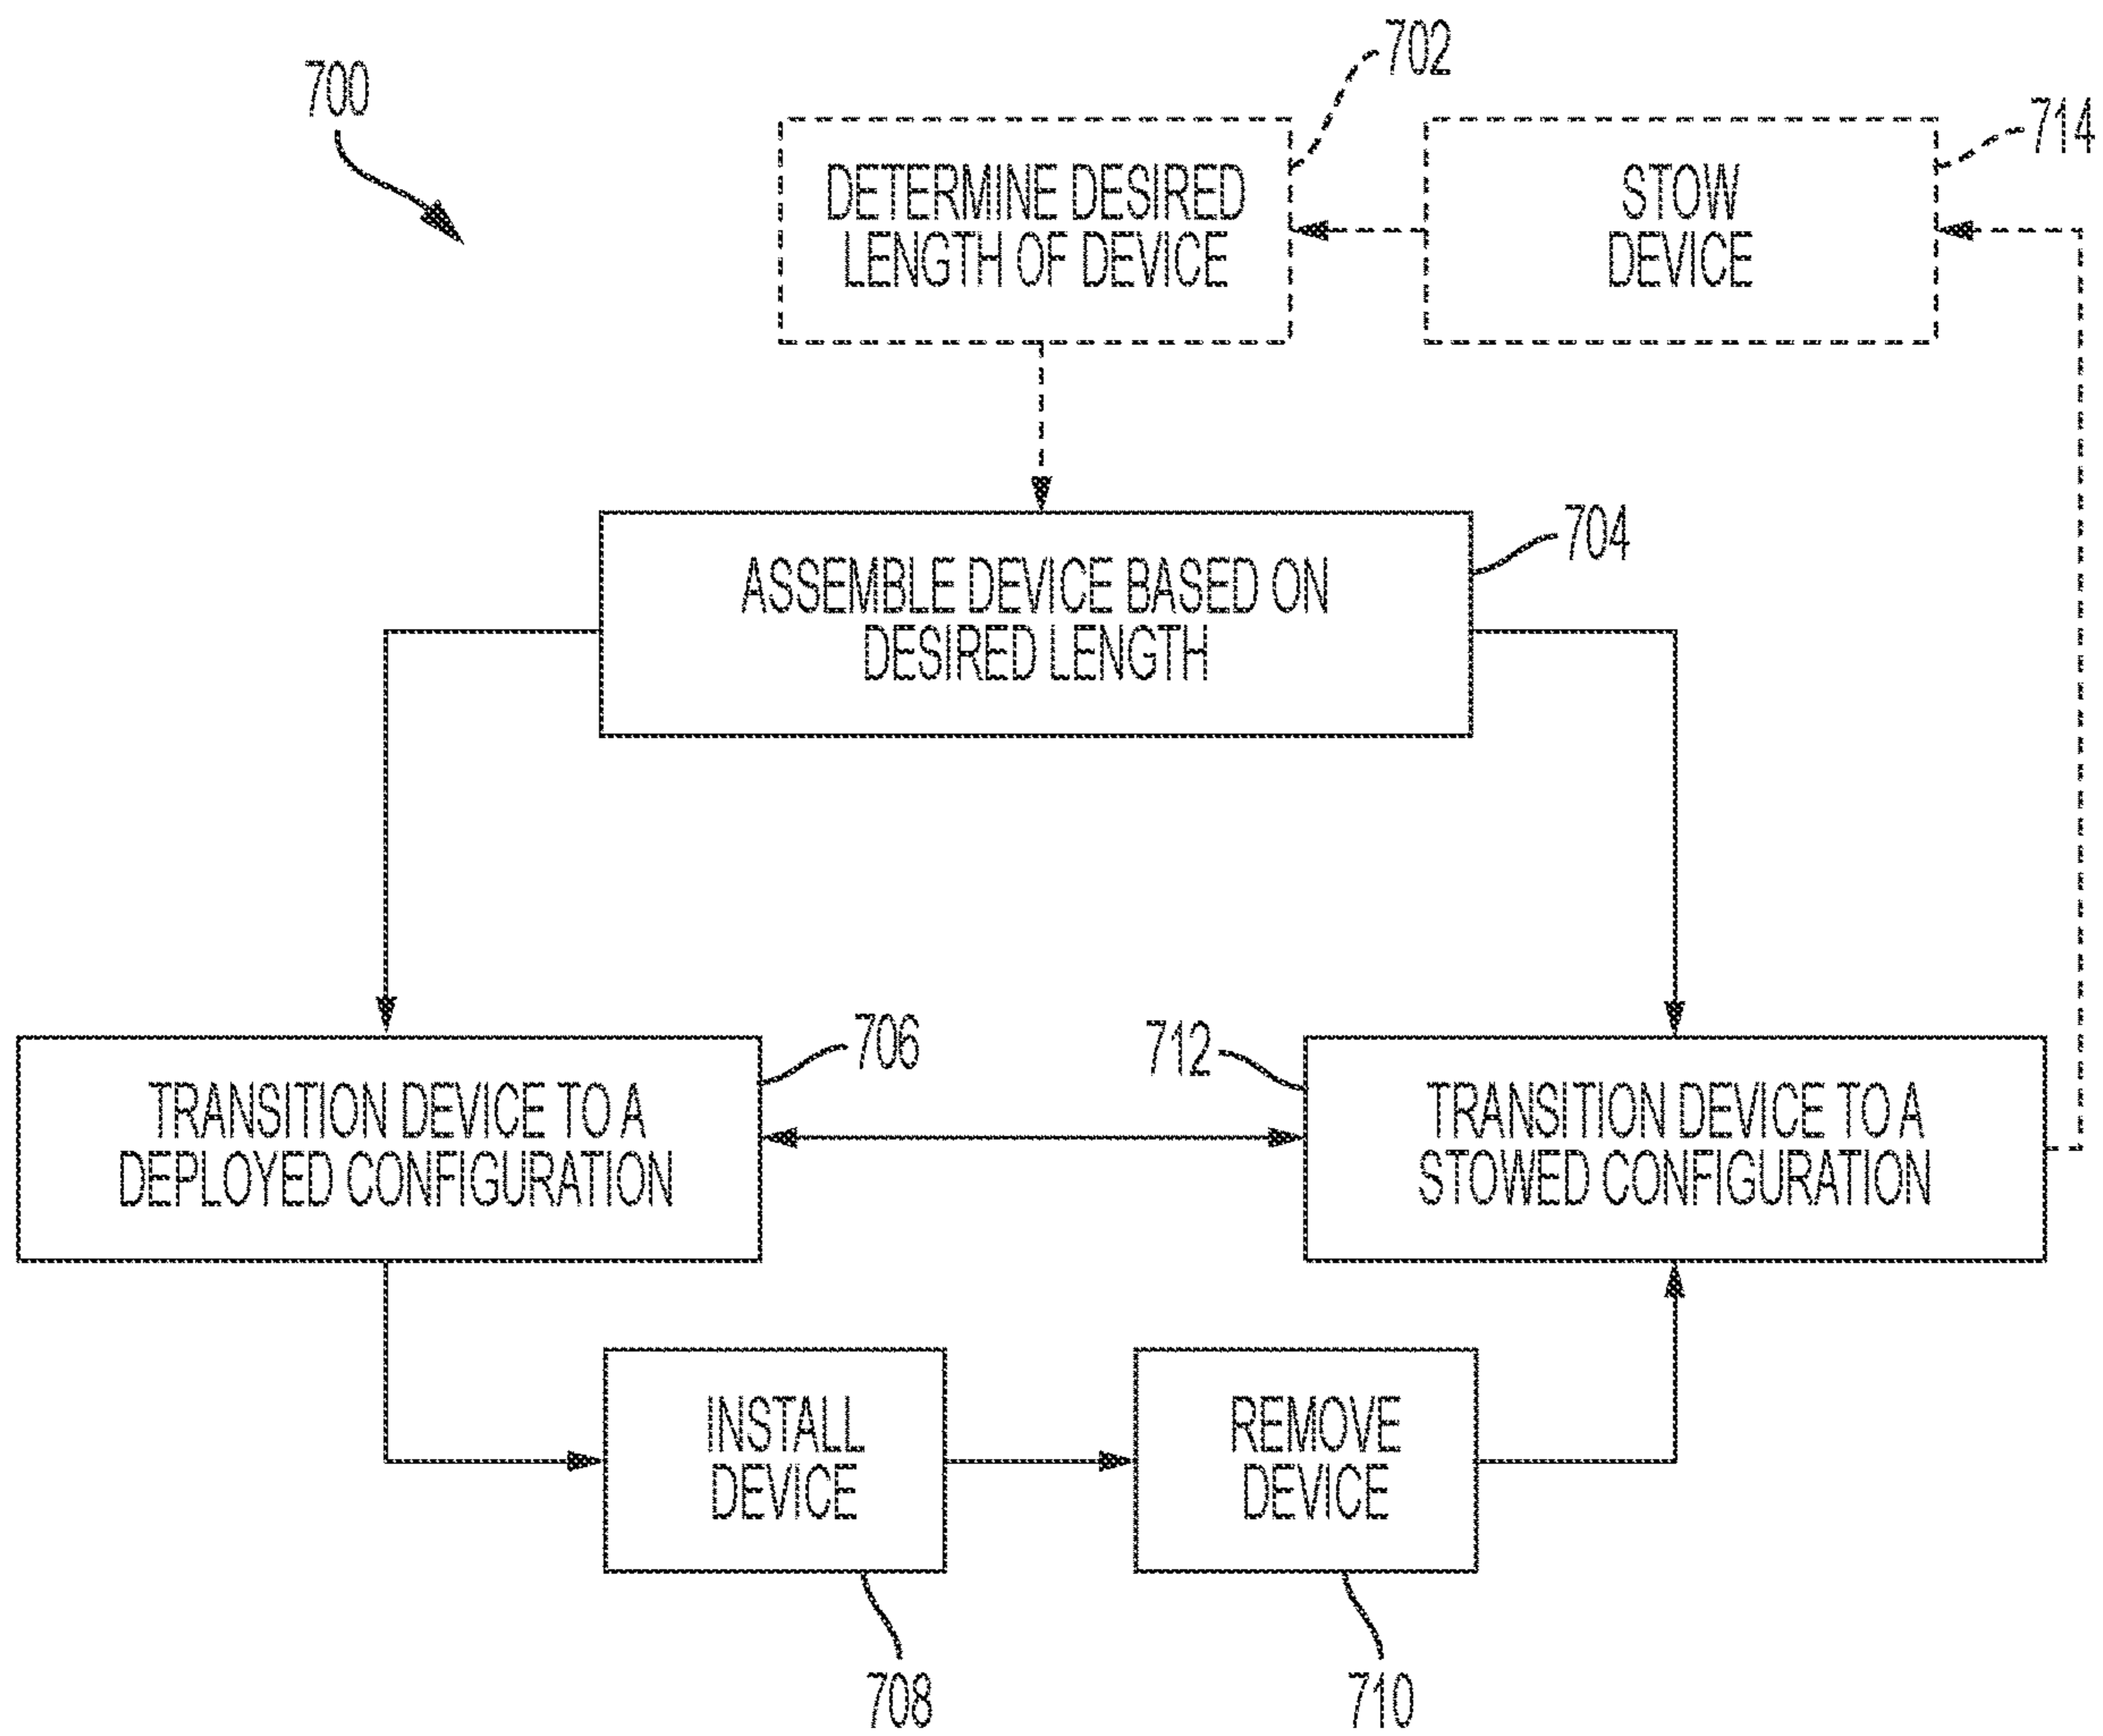 700
702
714
DETERMINE DESIRED
LENGTH OF DEVICE
STOW
DEVICE
704
ASSEMBLE DEVICE BASED ON
DESIRED LENGTH
706
712
TRANSITION DEVICE TO A
DEPLOYED CONFIGURATION
TRANSITION DEVICE TO A
STOWED CONFIGURATION
INSTALL
DEVICE
REMOVE
DEVICE
708
710